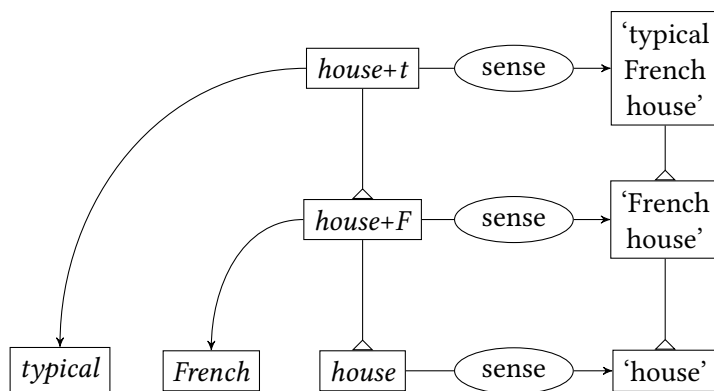 house+t
sense
‘typical
French
house’
house+F
sense
‘French
house’
typical
French
house
sense
‘house’